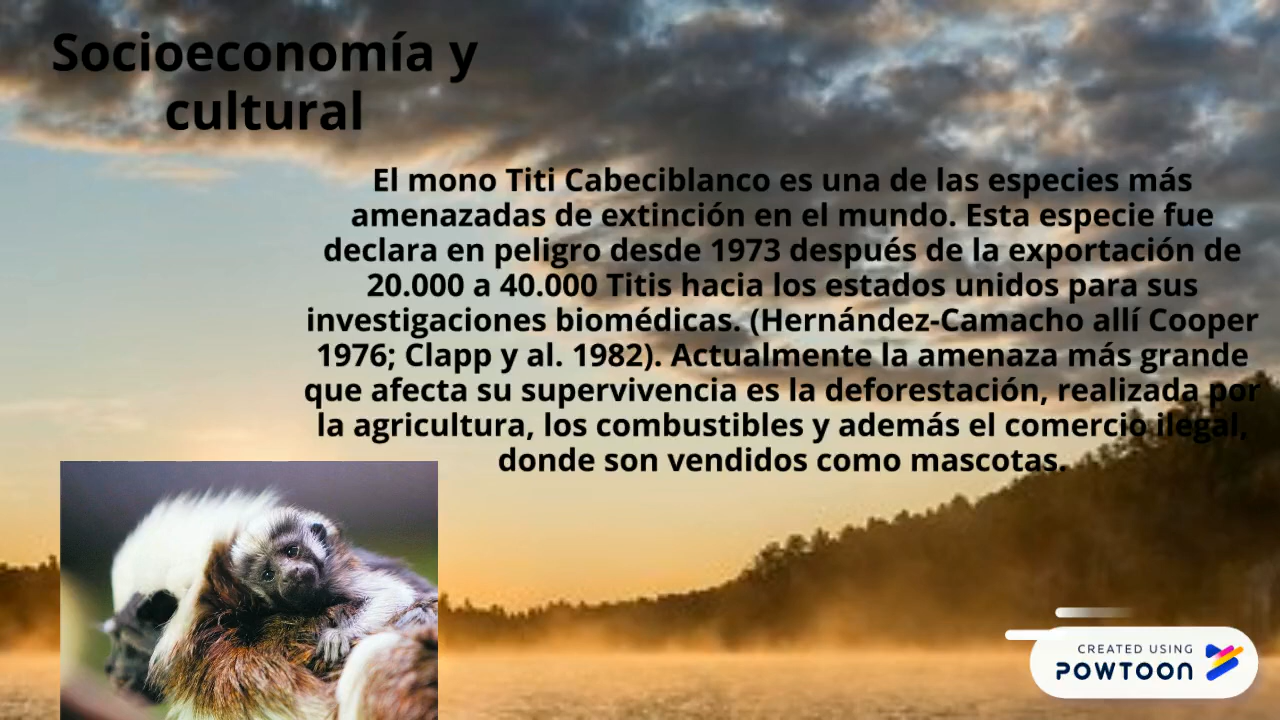 Socioeconomía y
cultural
El mono Titi Cabeciblanco es una de las especies más
amenazadas de extinción en el mundo. Esta especie fue
declara en peligro desde 1973 después de la exportación de
20.000 a 40.000 Titis hacia los estados unidos para sus
investigaciones biomédicas. (Hernández-Camacho allí Cooper
1976; Clapp y al. 1982). Actualmente la amenaza más grande
que afecta su supervivencia es la deforestación, realizada por
la agricultura, los combustibles y además el comercio ilegal,
donde son vendidos como mascotas.
CREATED USING
POWTOON